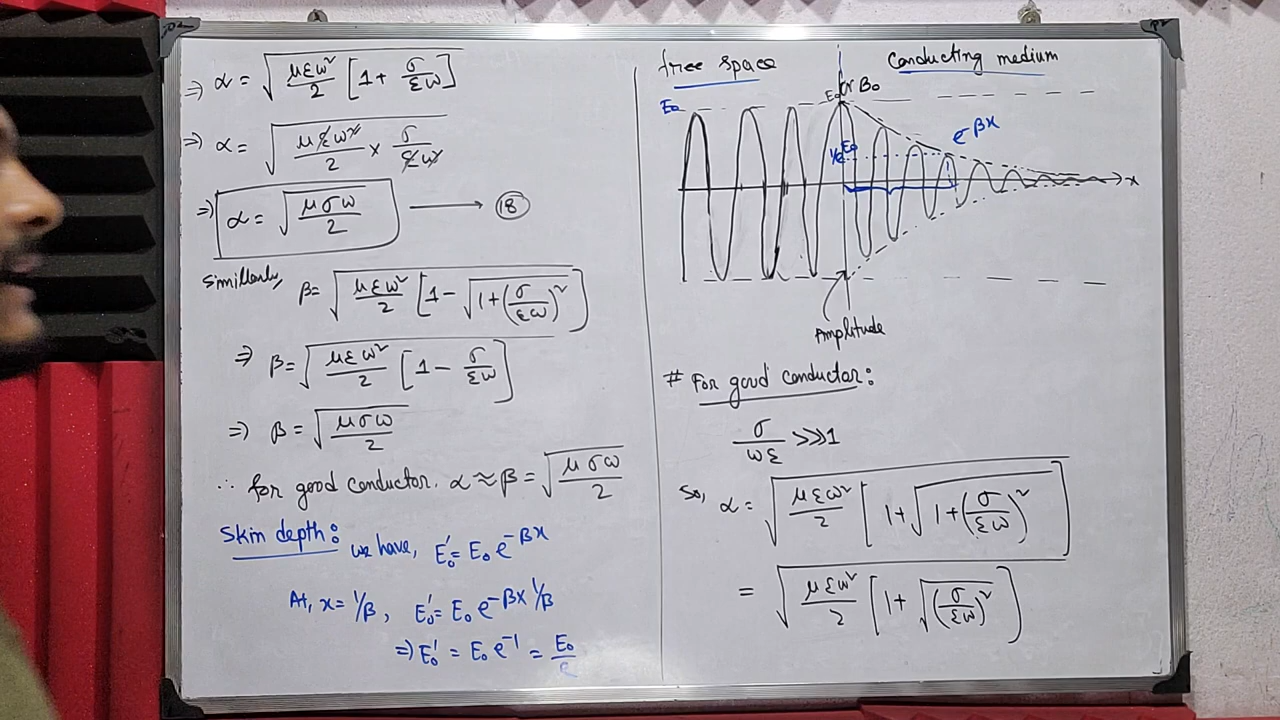 ⇒ α = √(μεω²/2 [1 + σ/εω])
⇒ α = √(μεω²/2 × σ/εω)
⇒ α = √(μσω/2) ⟶ (18)
Similarly, β = √(μεω²/2 [1 − √(1+(σ/εω)²)])
⇒ β = √(μεω²/2 [1 − σ/εω])
⇒ β = √(μσω/2)
∴ for good conductor. α ≈ β = √(μσω/2)
Skin depth: we have, E₀' = E₀ e^(−βx)
At, x = 1/β, E₀' = E₀ e^(−β× 1/β)
⇒ E₀' = E₀ e^(−1) = E₀/e
free space
Conducting medium
E₀ or B₀
E₀
e^(βx)
1/e E₀
x
Amplitude
# For good conductor:
σ/ωε >>>1
So, α = √(μεω²/2 [1+√(1+(σ/εω)²)])
= √(μεω²/2 [1+√((σ/εω)²)])